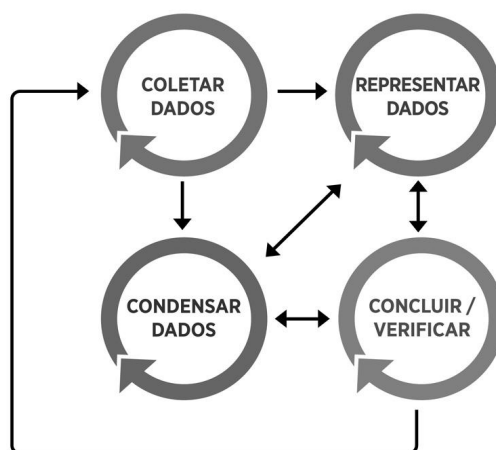 COLETAR
DADOS
REPRESENTAR
DADOS
CONDENSAR
DADOS
CONCLUIR /
VERIFICAR